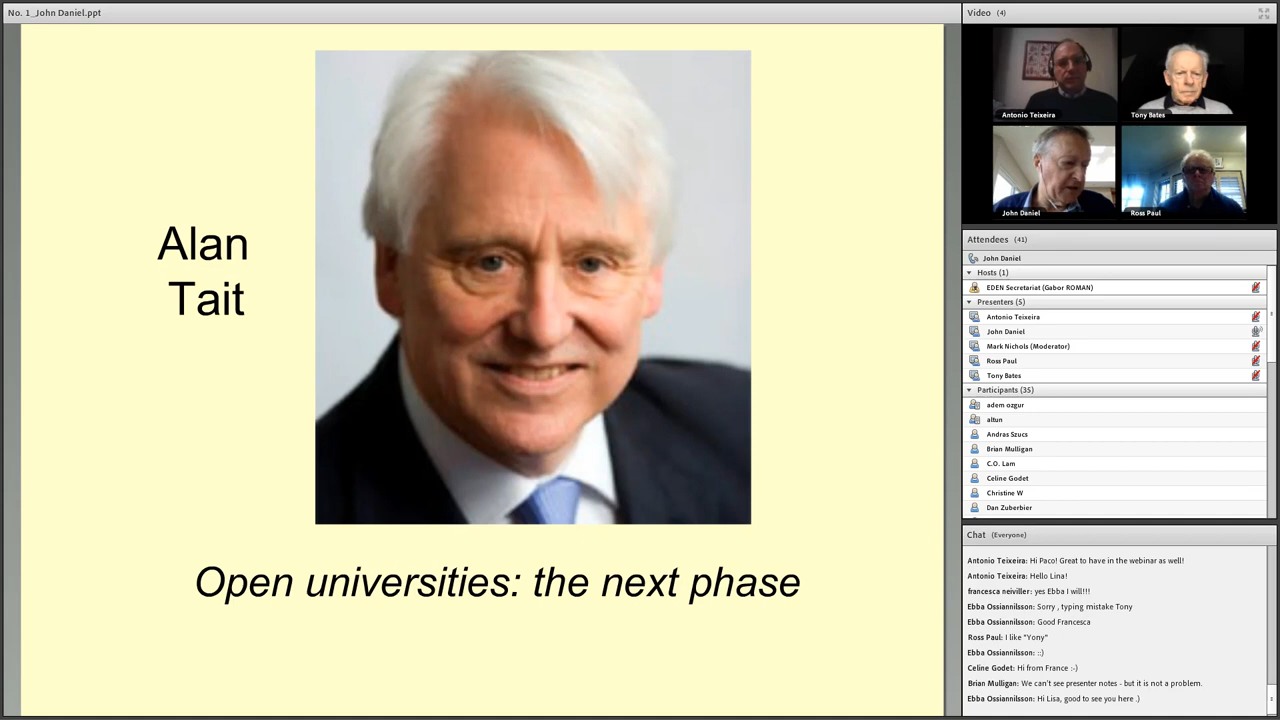 No. 1_John Daniel.ppt
Alan
Tait
Open universities: the next phase
Video (4)
Antonio Teixeira
Tony Bates
John Daniel
Ross Paul
Attendees (41)
John Daniel
Hosts (1)
EDEN Secretariat (Gabor ROMAN)
Presenters (5)
Antonio Teixeira
John Daniel
Mark Nichols (Moderator)
Ross Paul
Tony Bates
Participants (35)
adem ozgur
altun
Andras Szucs
Brian Mulligan
C.O. Lam
Celine Godet
Christine W
Dan Zuberbier
Chat (Everyone)
Antonio Teixeira: Hi Paco! Great to have in the webinar as well!
Antonio Teixeira: Hello Lina!
francesca neiviller: yes Ebba I will!!!
Ebba Ossiannilsson: Sorry , typing mistake Tony
Ebba Ossiannilsson: Good Francesca
Ross Paul: I like "Yony"
Ebba Ossiannilsson: ::)
Celine Godet: Hi from France :-)
Brian Mulligan: We can't see presenter notes - but it is not a problem.
Ebba Ossiannilsson: Hi Lisa, good to see you here .)